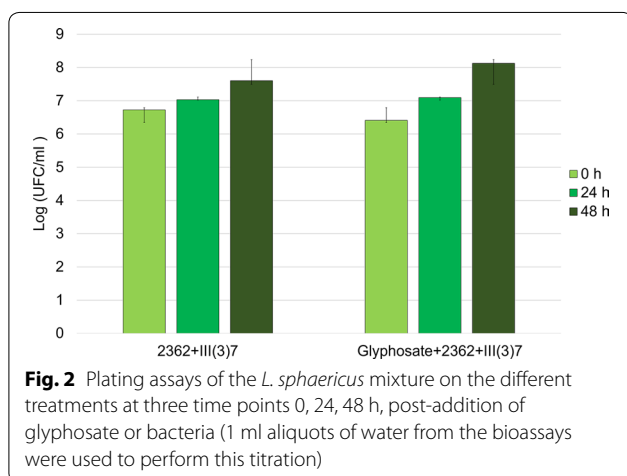 9
8
7
6
5
4
3
2
1
0
Log (UFC/ml)
0 h
24 h
48 h
2362+III(3)7 Glyphosate+2362+III(3)7
Fig. 2 Plating assays of the L. sphaericus mixture on the different
treatments at three time points 0, 24, 48 h, post-addition of
glyphosate or bacteria (1 ml aliquots of water from the bioassays
were used to perform this titration)